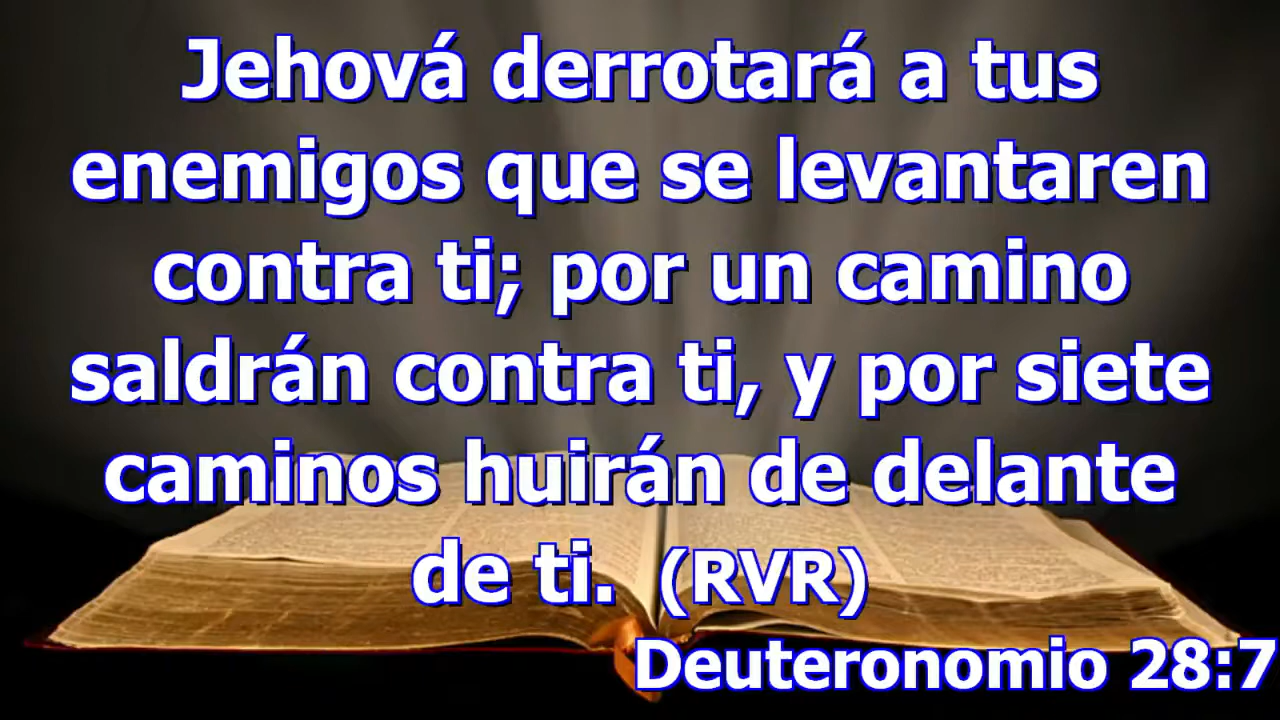 Jehová derrotará a tus
enemigos que se levantaren
contra ti; por un camino
saldrán contra ti, y por siete
caminos huirán de delante
de ti. (RVR)
Deuteronomio 28:7